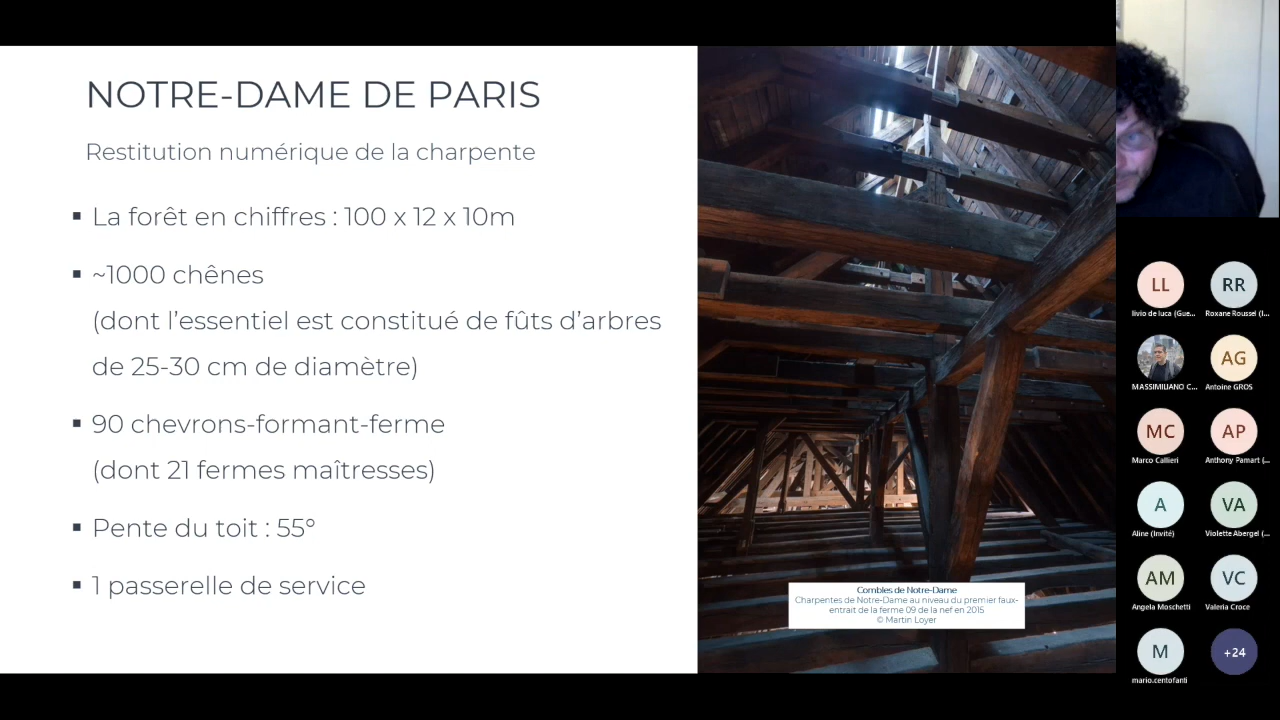 NOTRE-DAME DE PARIS
Restitution numérique de la charpente
▪ La forêt en chiffres : 100 x 12 x 10m
▪ ~1000 chênes
(dont l’essentiel est constitué de fûts d’arbres
de 25-30 cm de diamètre)
▪ 90 chevrons-formant-ferme
(dont 21 fermes maîtresses)
▪ Pente du toit : 55°
▪ 1 passerelle de service
Combles de Notre-Dame
Charpentes de Notre-Dame au niveau du premier faux-
entrait de la ferme 09 de la nef en 2015
© Martin Loyer
LL
RR
livio de luca (Gue...
Roxane Roussel (I...
AG
MASSIMILIANO C...
Antoine GROS
MC
AP
Marco Callieri
Anthony Pamart (...
A
VA
Aline (Invité)
Violette Abergel (...
AM
VC
Angela Moschetti
Valeria Croce
M
+24
mario.centofanti